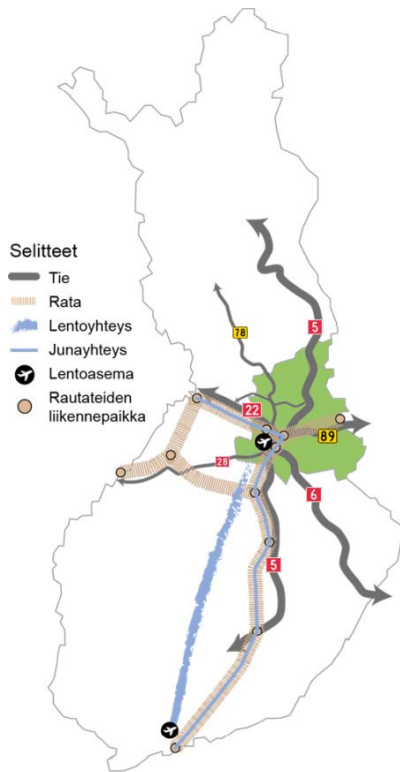 Selitteet
Tie
Rata
Lentoyhteys
Junayhteys
Lentoasema
Rautateiden
liikennepaikka
78
5
22
89
28
6
5